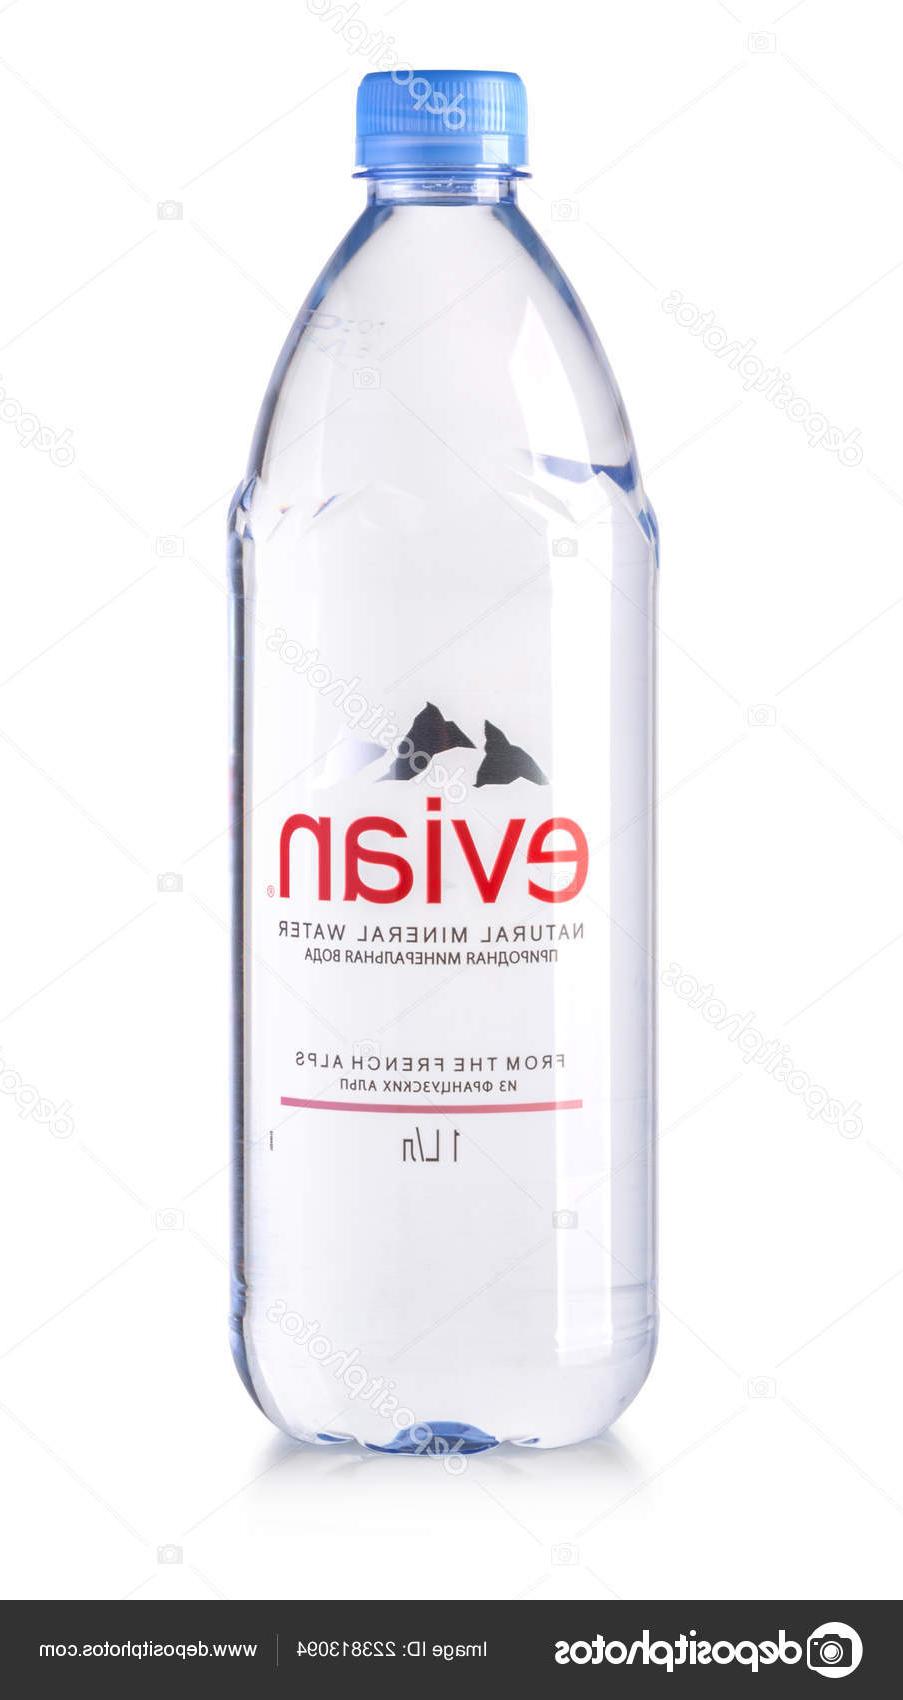 evian®
NATURAL MINERAL WATER
ПРИРОДНАЯ МИНЕРАЛЬНАЯ ВОДА
FROM THE FRENCH ALPS
ИЗ ФРАНЦУЗСКИХ АЛЬП
1 L/л
depositphotos
Image ID: 223813094
www.depositphotos.com